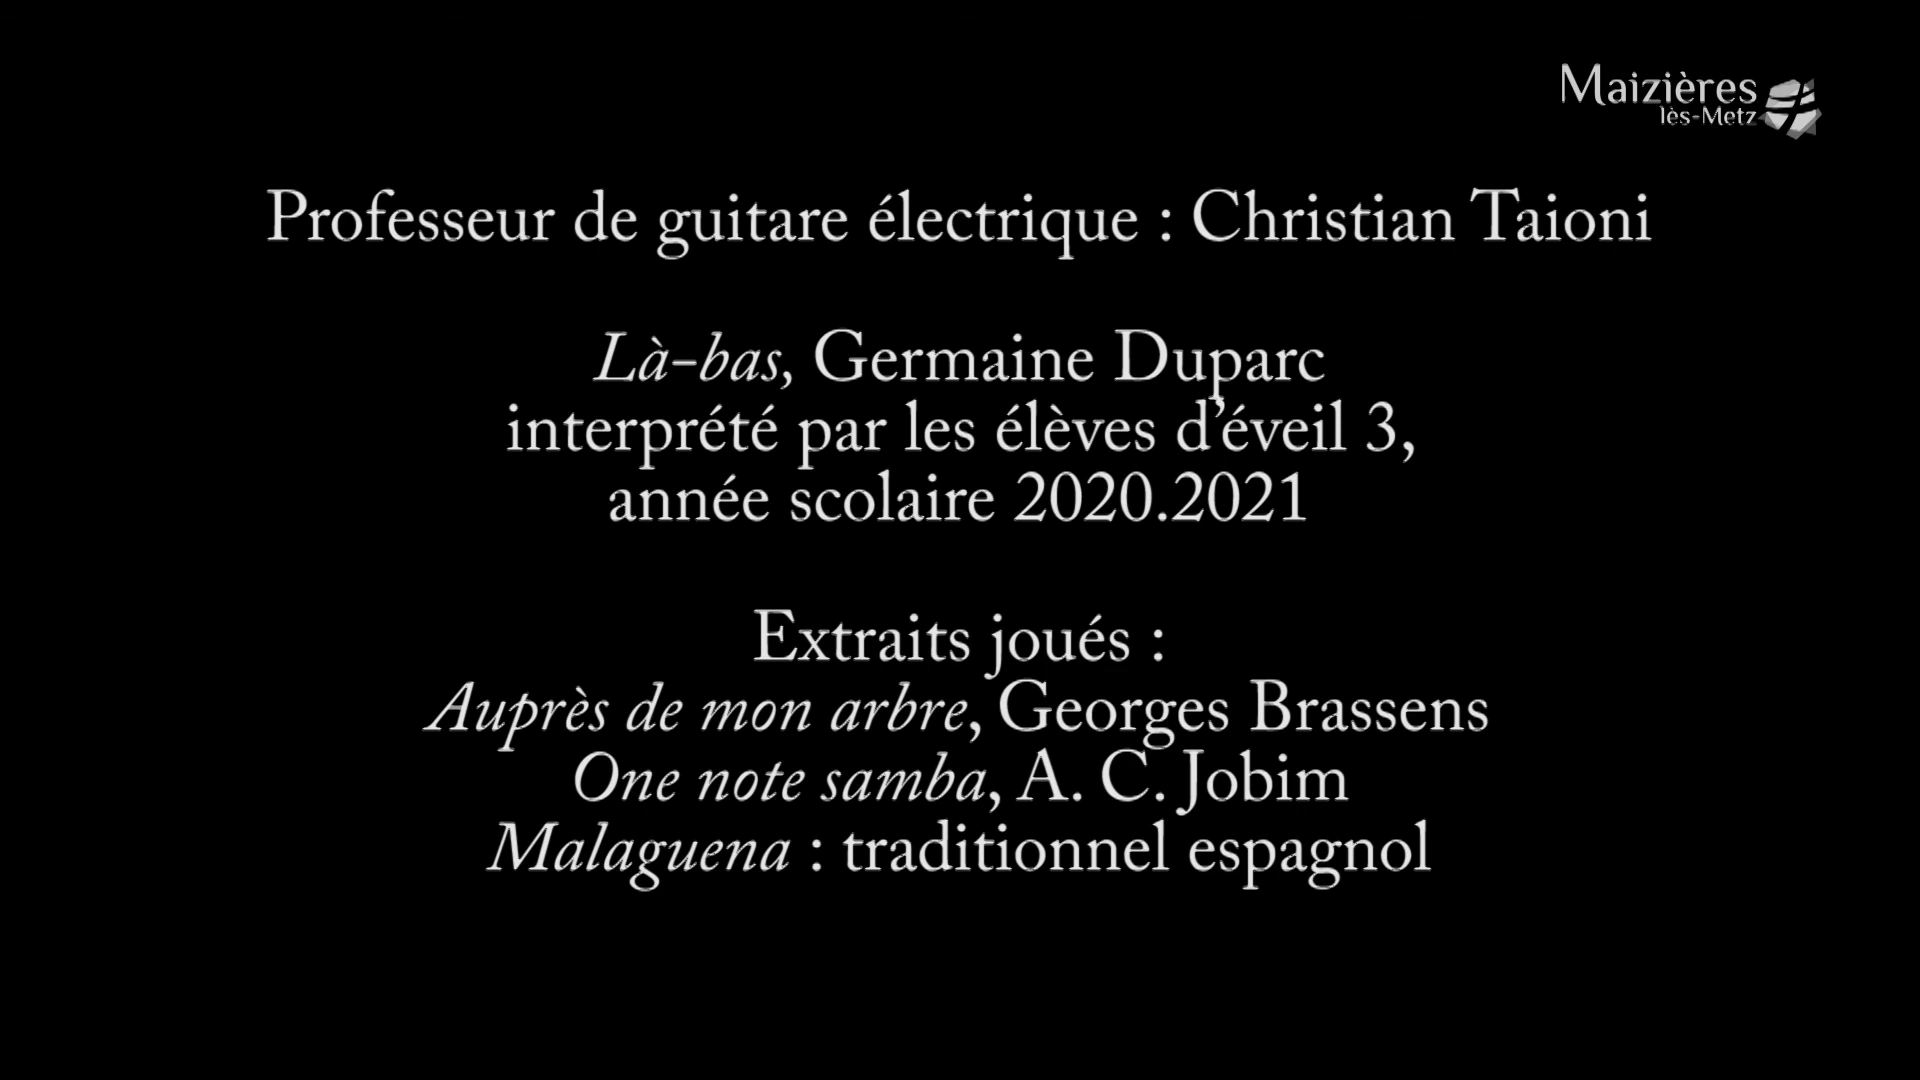 Maizières
lès-Metz
Professeur de guitare électrique : Christian Taioni
Là-bas, Germaine Duparc
interprété par les élèves d’éveil 3,
année scolaire 2020.2021
Extraits joués :
Auprès de mon arbre, Georges Brassens
One note samba, A. C. Jobim
Malaguena : traditionnel espagnol